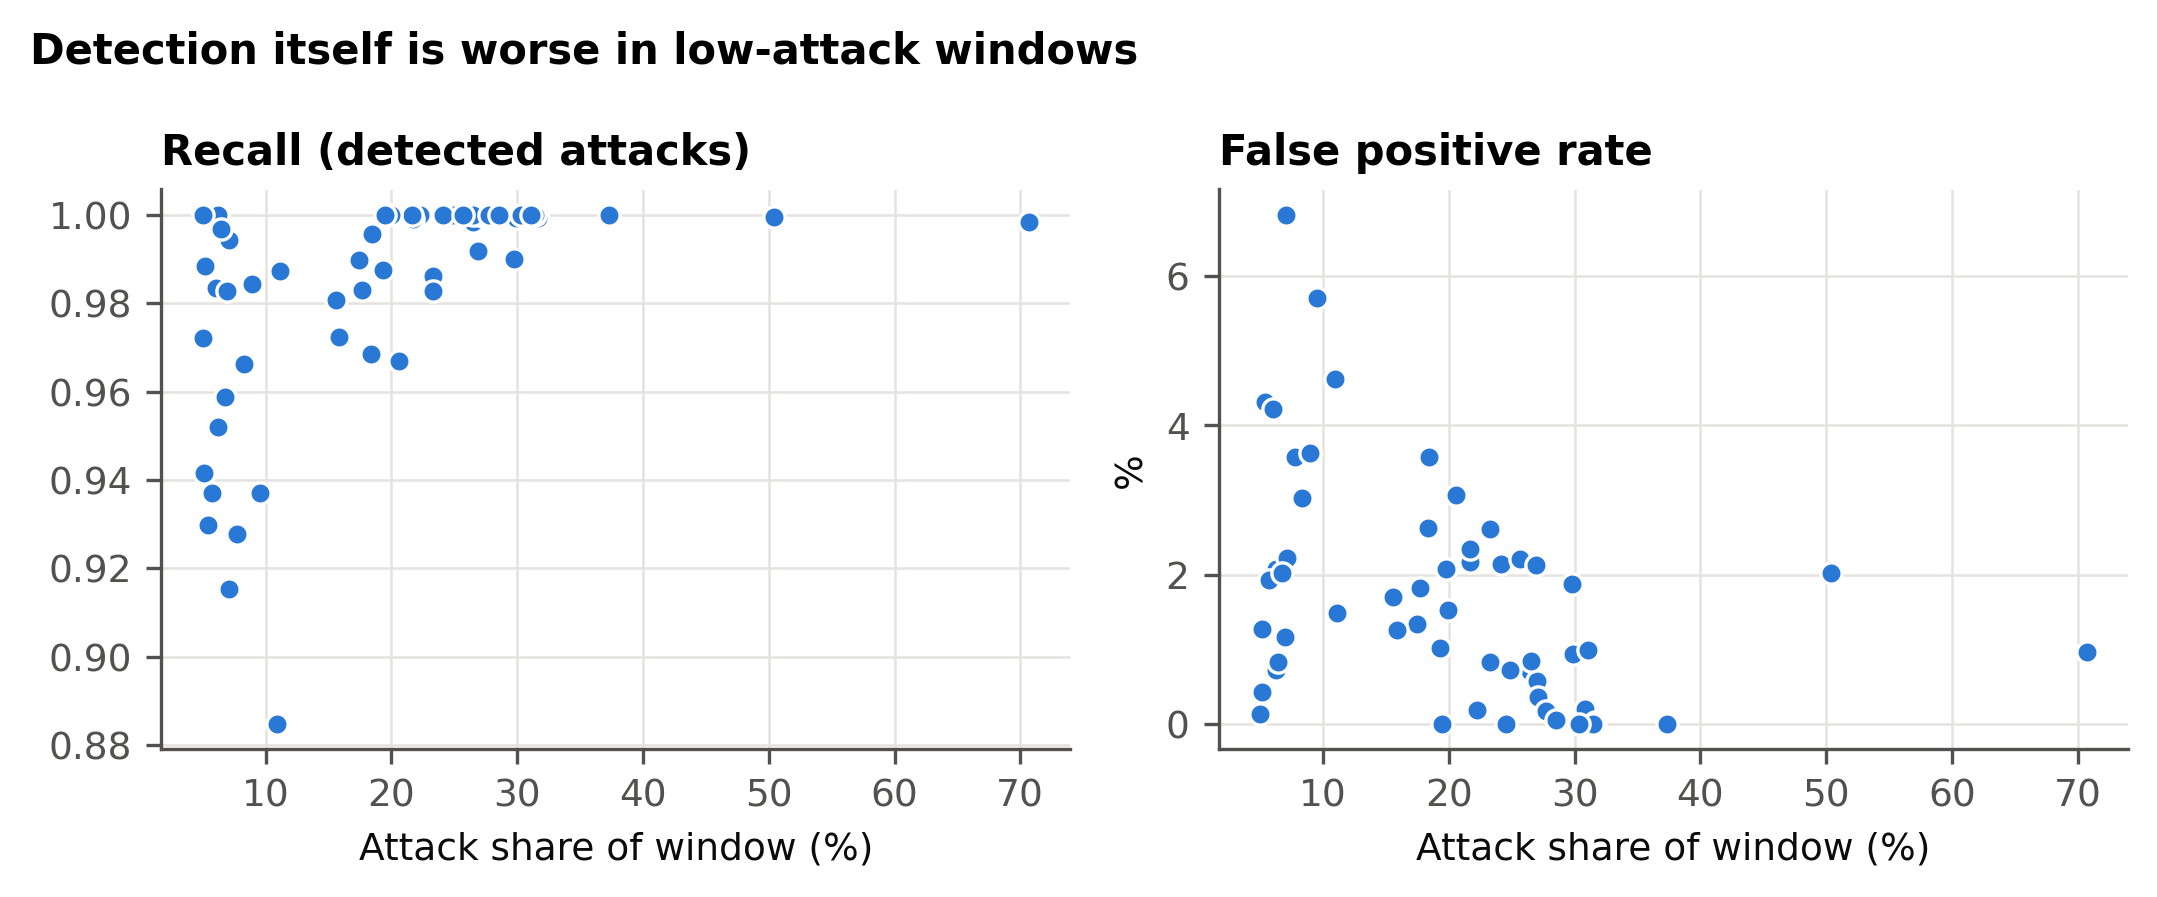 Detection itself is worse in low-attack windows
Recall (detected attacks)
1.00
0.98
0.96
0.94
0.92
0.90
0.88
10 20 30 40 50 60 70
Attack share of window (%)
False positive rate
%
6
4
2
0
10 20 30 40 50 60 70
Attack share of window (%)